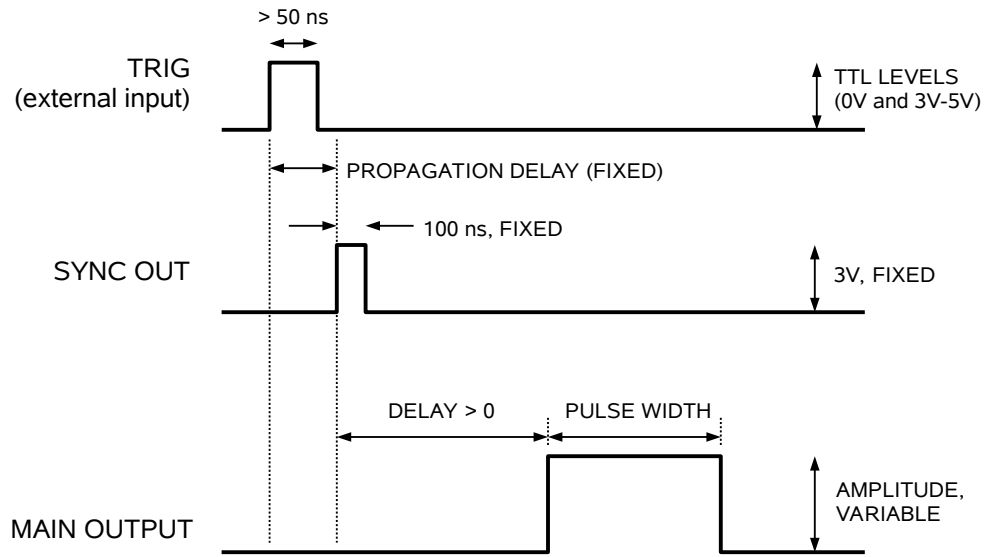 > 50 ns
TRIG
(external input)
TTL LEVELS
(0V and 3V-5V)
PROPAGATION DELAY (FIXED)
100 ns, FIXED
SYNC OUT
3V, FIXED
DELAY > 0
PULSE WIDTH
MAIN OUTPUT
AMPLITUDE,
VARIABLE